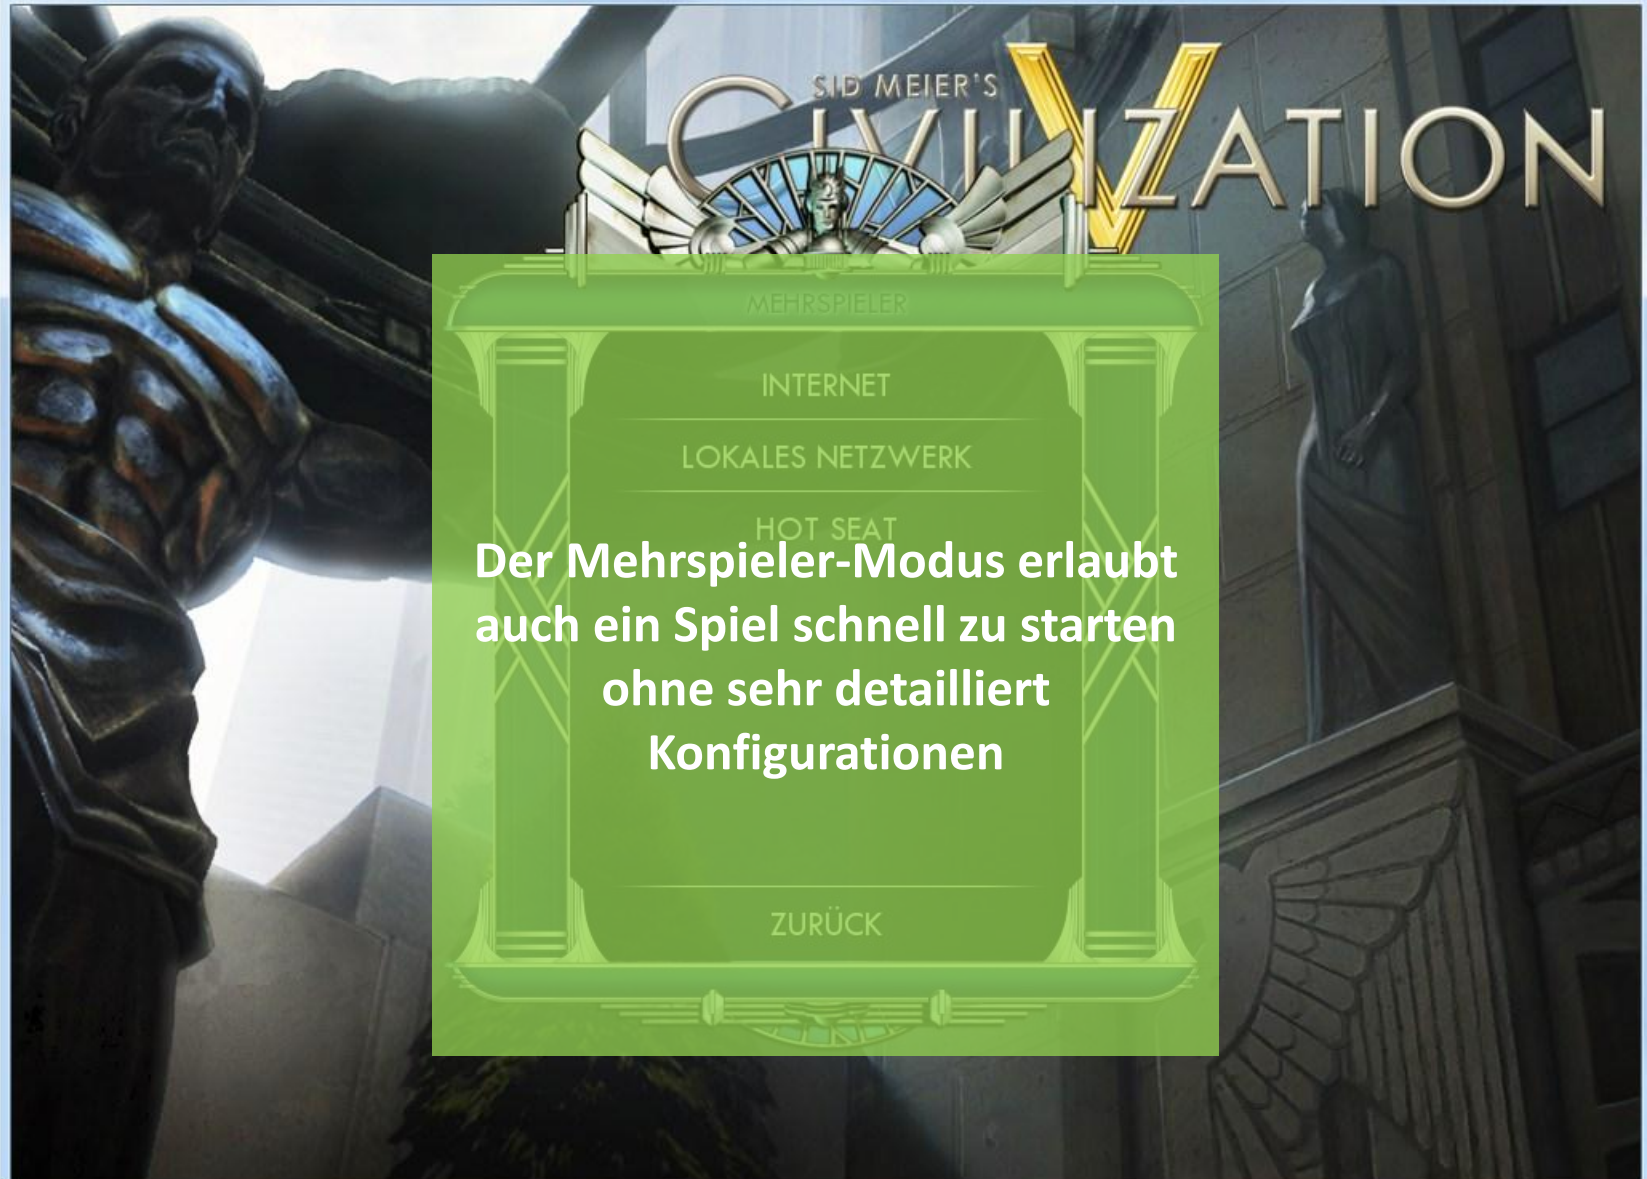 SID MEIER'S
CIVILIZATION V
MEHRSPIELER
INTERNET
LOKALES NETZWERK
HOT SEAT
Der Mehrspieler-Modus erlaubt
auch ein Spiel schnell zu starten
ohne sehr detailliert
Konfigurationen
ZURÜCK